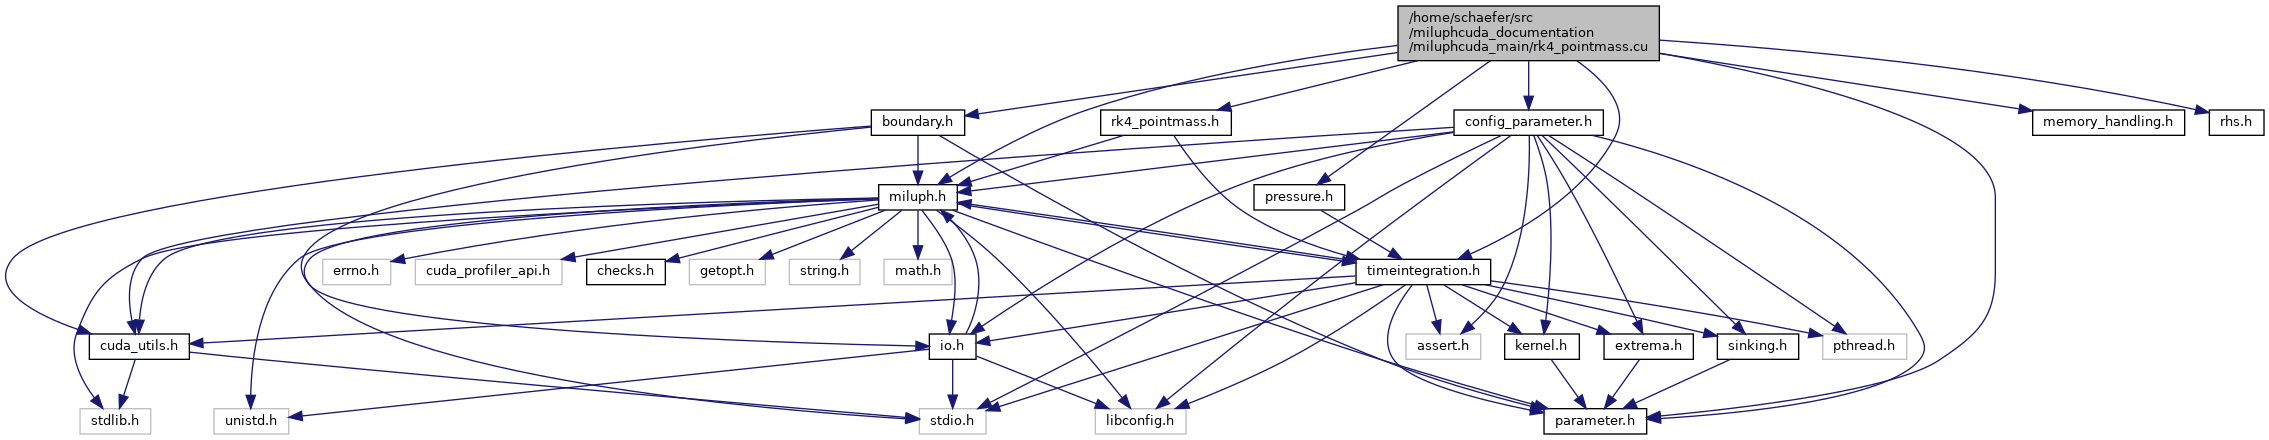 /home/schaefer/src
/miluphcuda_documentation
/miluphcuda_main/rk4_pointmass.cu
boundary.h
rk4_pointmass.h
config_parameter.h
memory_handling.h
rhs.h
miluph.h
pressure.h
errno.h
cuda_profiler_api.h
checks.h
getopt.h
string.h
math.h
timeintegration.h
cuda_utils.h
io.h
assert.h
kernel.h
extrema.h
sinking.h
pthread.h
stdlib.h
unistd.h
stdio.h
libconfig.h
parameter.h